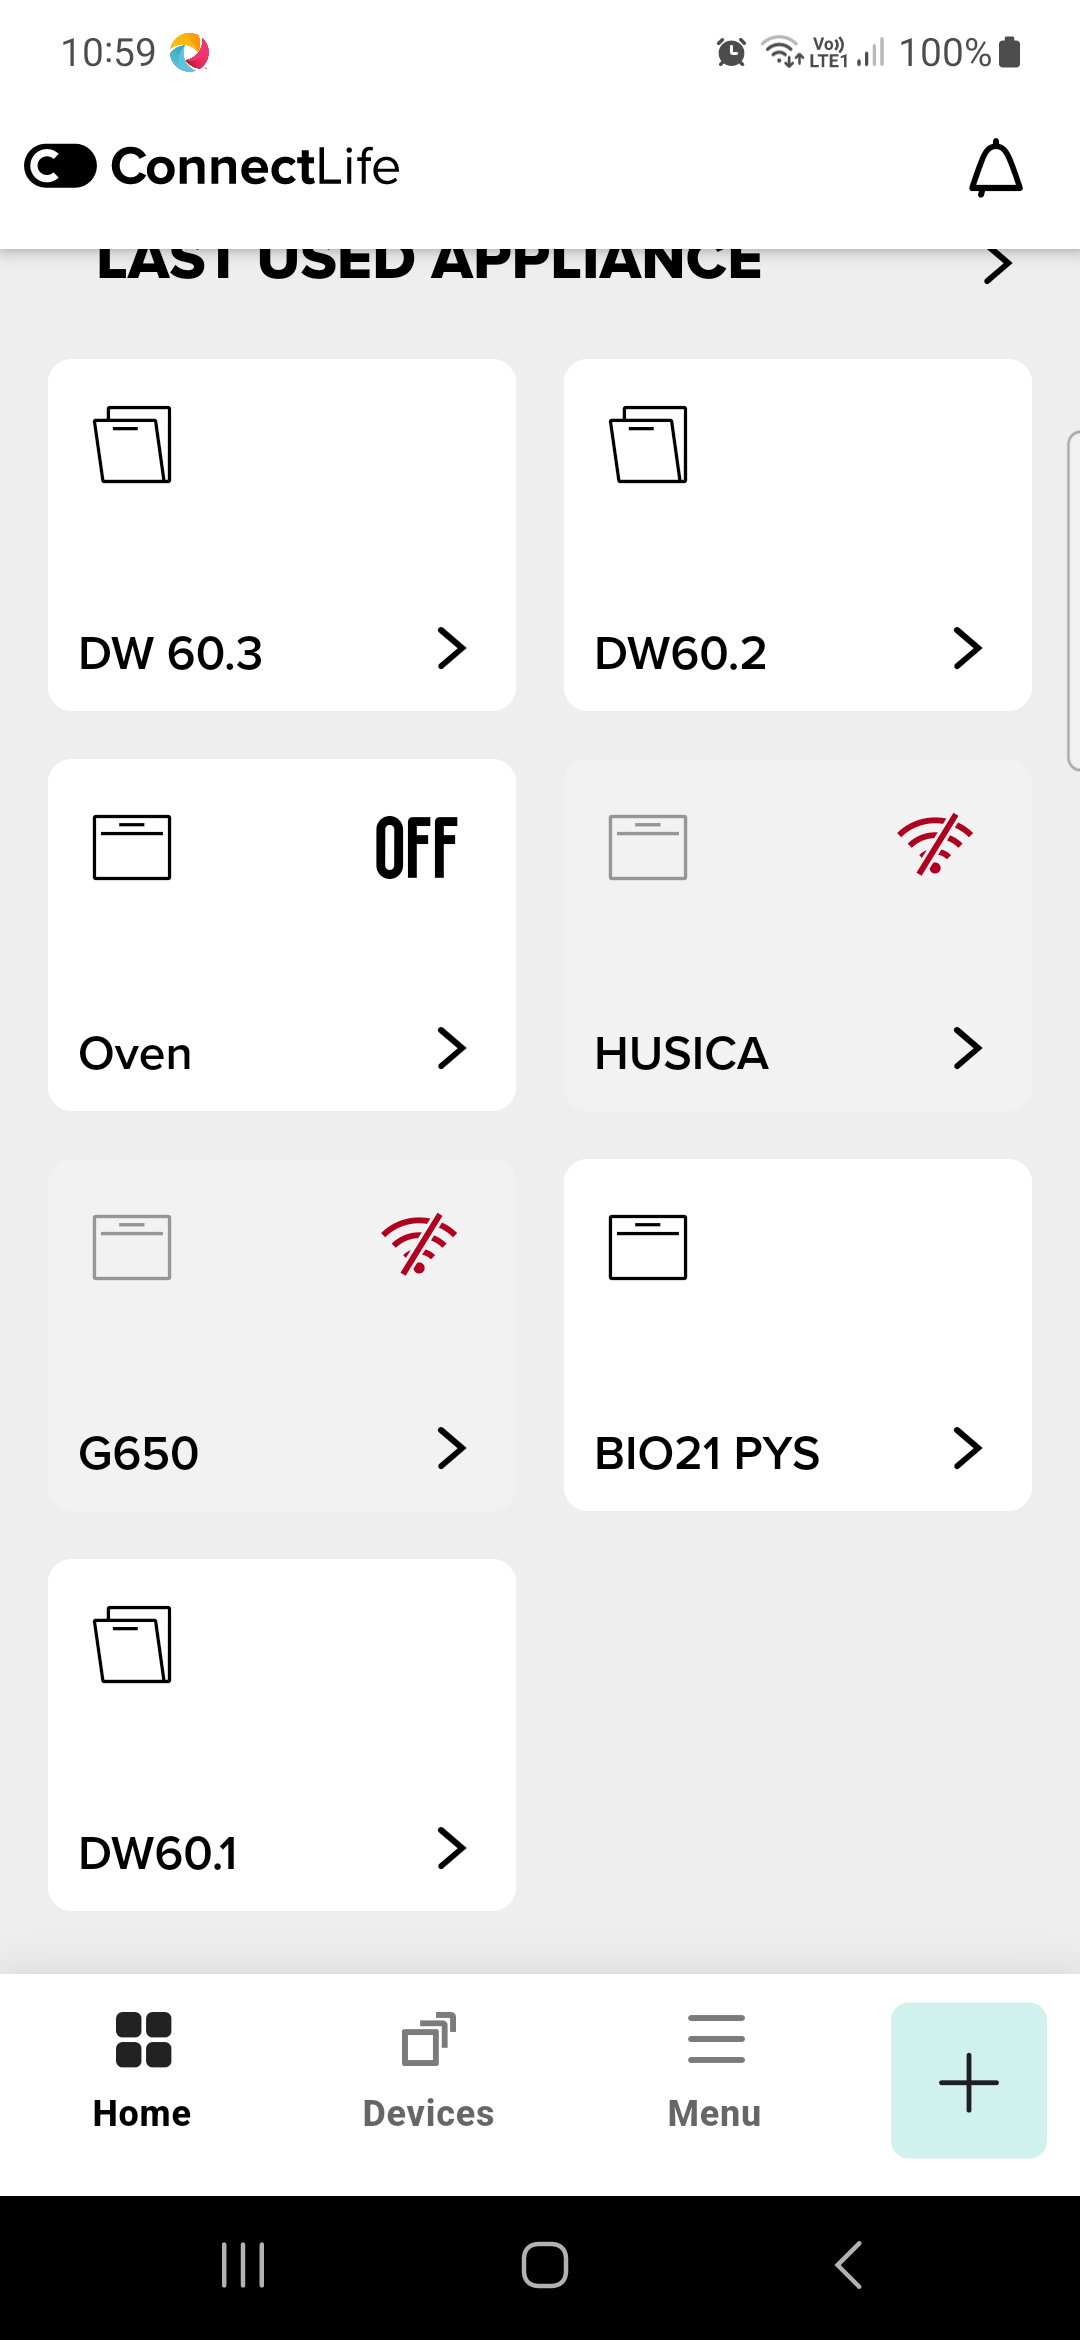 10:59
Vo)) LTE1 100%
ConnectLife
LAST USED APPLIANCE
DW 60.3
DW60.2
OFF
Oven
HUSICA
G650
BIO21 PYS
DW60.1
Home
Devices
Menu